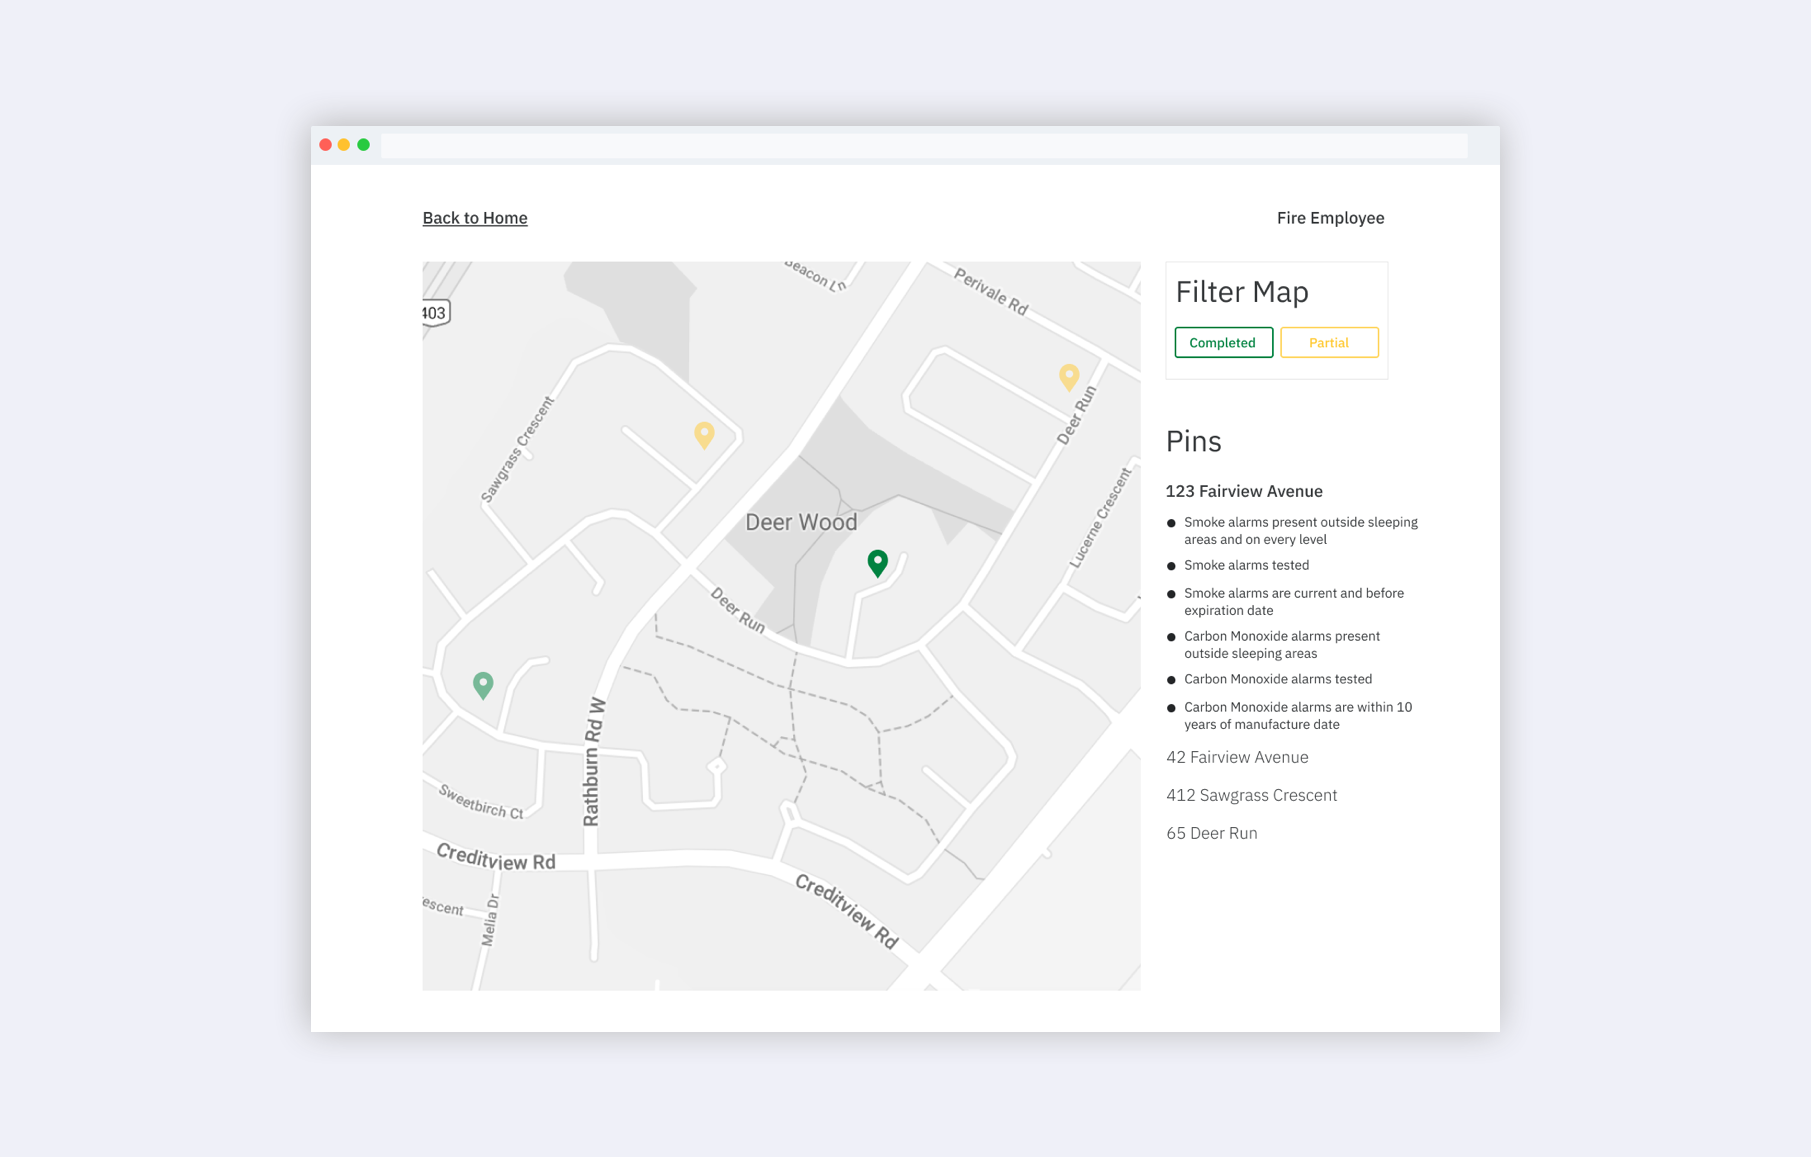 Back to Home
Fire Employee
403
Beacon Ln
Perivale Rd
Sawgrass Crescent
Deer Run
Lucerne Crescent
Deer Wood
Deer Run
Rathburn Rd W
Sweetbirch Ct
Creditview Rd
Creditview Rd
escent
Melia Dr
Filter Map
Completed
Partial
Pins
123 Fairview Avenue
Smoke alarms present outside sleeping
areas and on every level
Smoke alarms tested
Smoke alarms are current and before
expiration date
Carbon Monoxide alarms present
outside sleeping areas
Carbon Monoxide alarms tested
Carbon Monoxide alarms are within 10
years of manufacture date
42 Fairview Avenue
412 Sawgrass Crescent
65 Deer Run